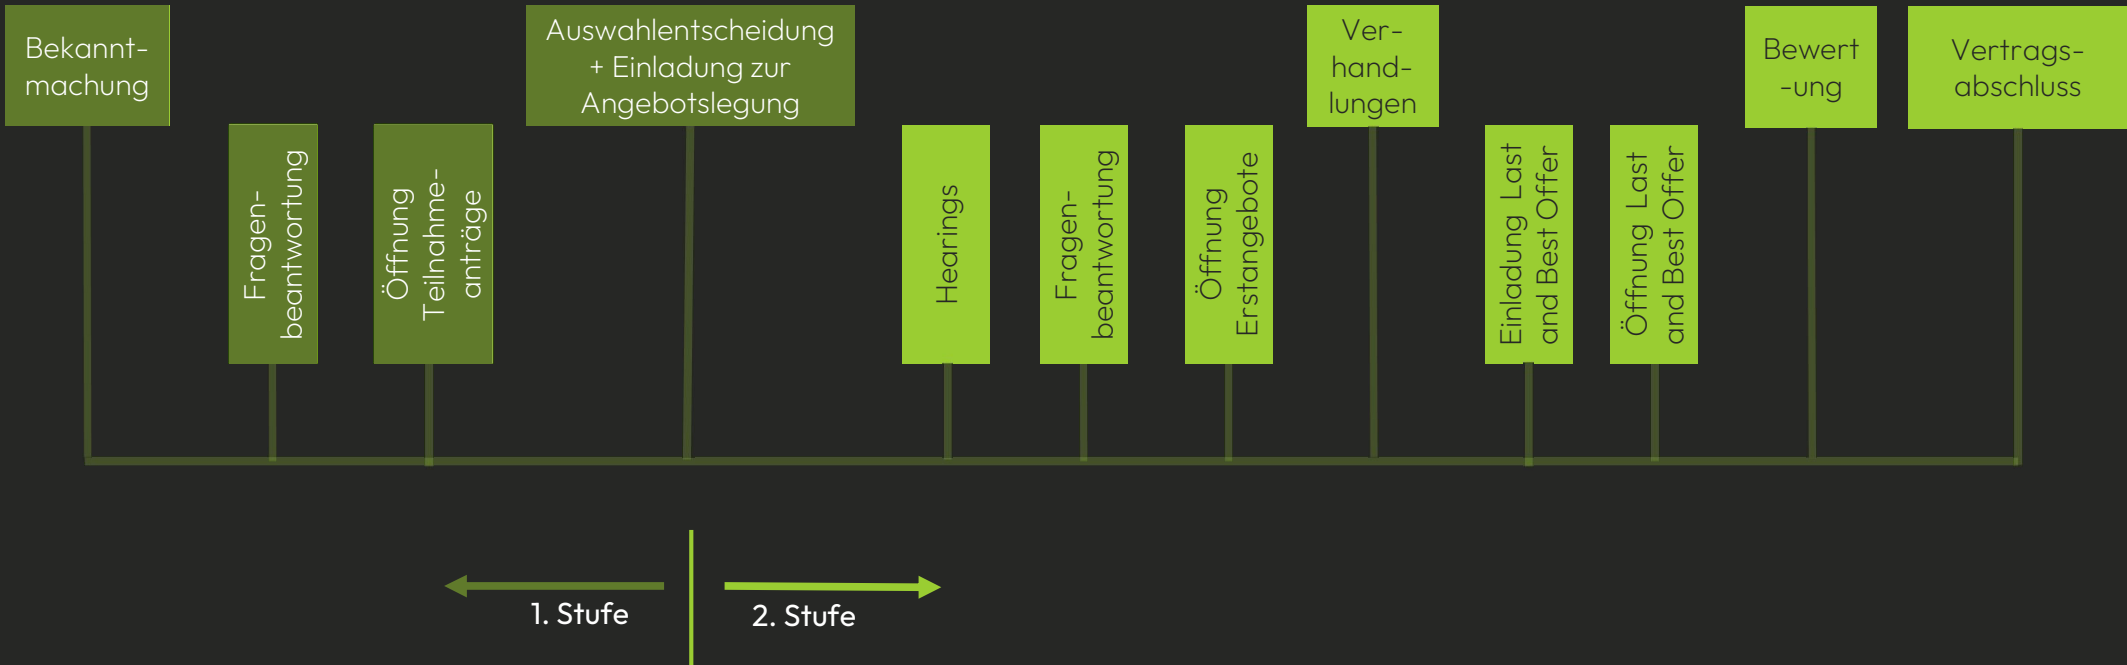 Bekannt-
machung
Fragen-
beantwortung
Öffnung
Teilnahme-
anträge
Auswahlentscheidung
+ Einladung zur
Angebotslegung
Hearings
Fragen-
beantwortung
Öffnung
Erstangebote
Ver-
hand-
lungen
Einladung Last
and Best Offer
Öffnung Last
and Best Offer
Bewert
-ung
Vertrags-
abschluss
1. Stufe
2. Stufe